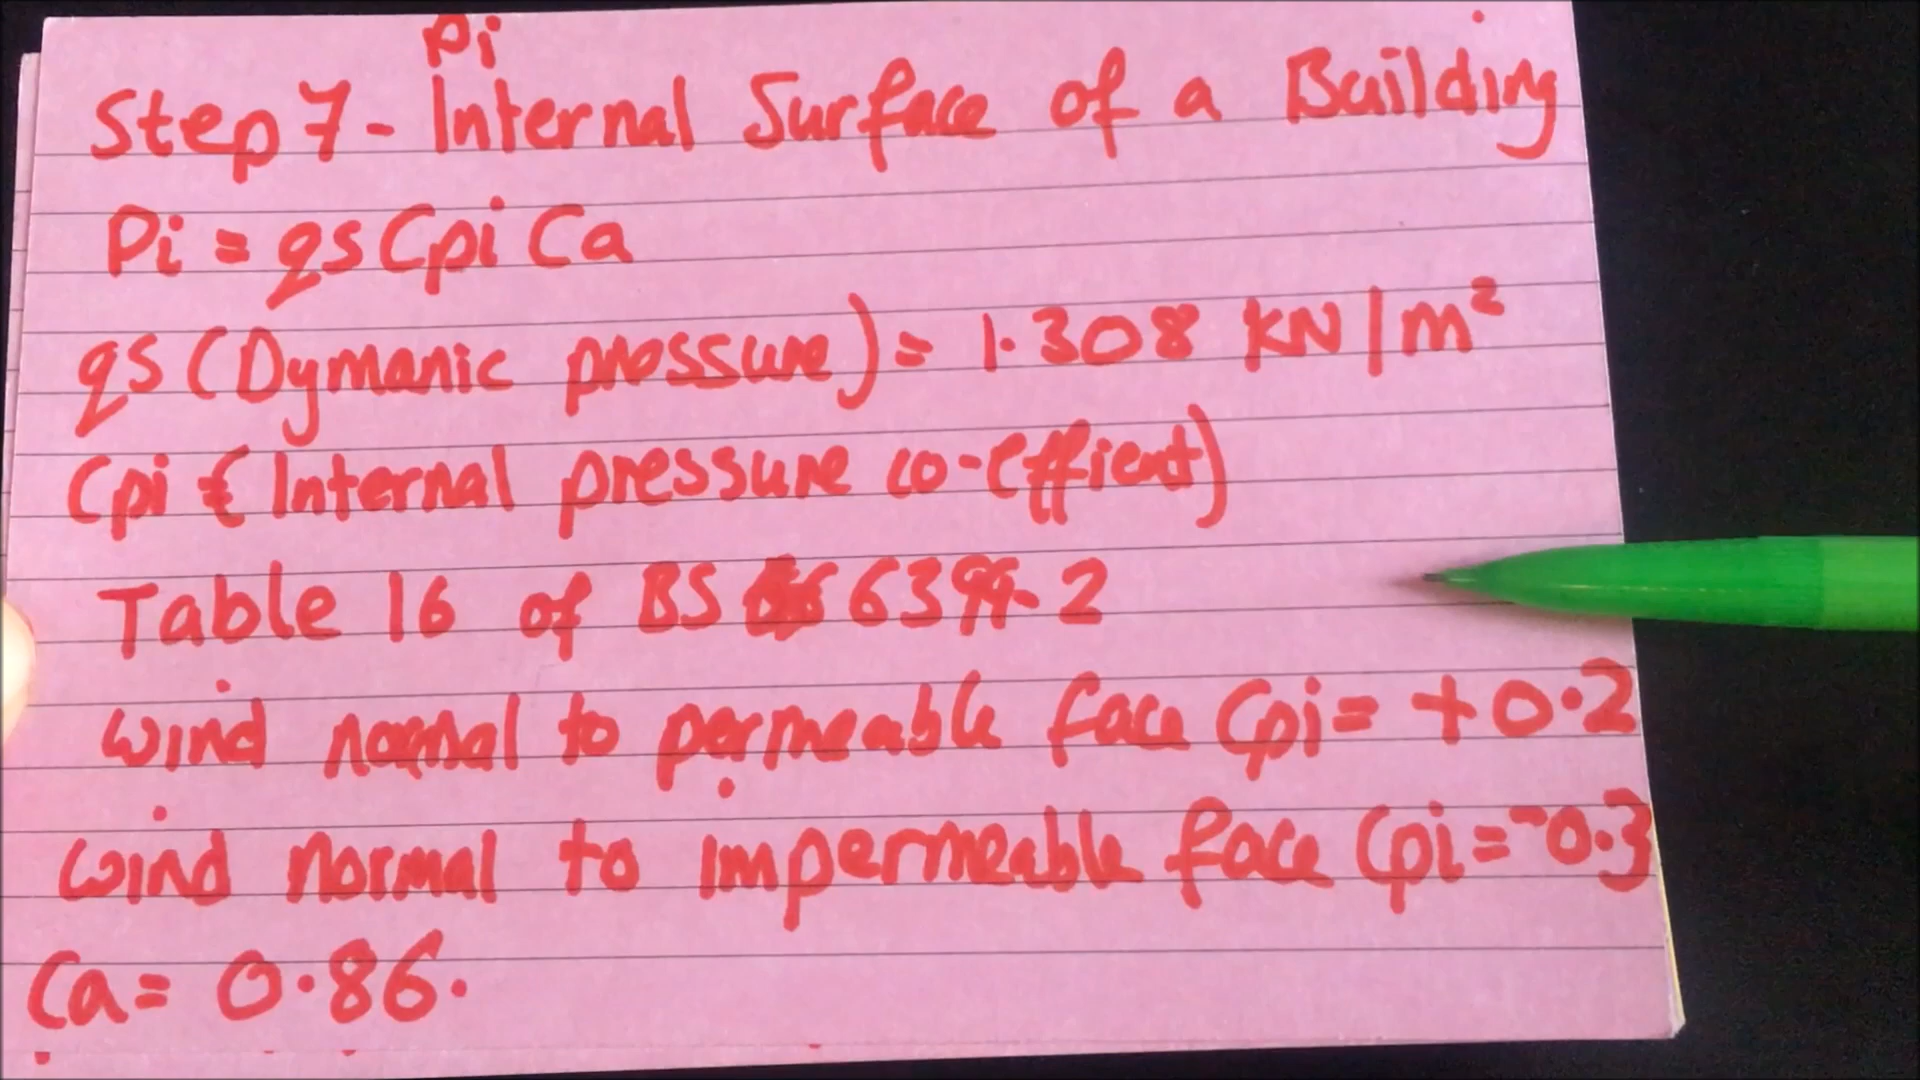 Pi
Step 7 - Internal Surface of a Building
Pi = qs Cpi Ca
qs (Dymanic pressure) = 1.308 KN/m²
Cpi (Internal pressure co-effient)
Table 16 of BS 6399-2
wind normal to permeable face Cpi = +0.2
wind normal to impermeable face Cpi = -0.3
Ca = 0.86.